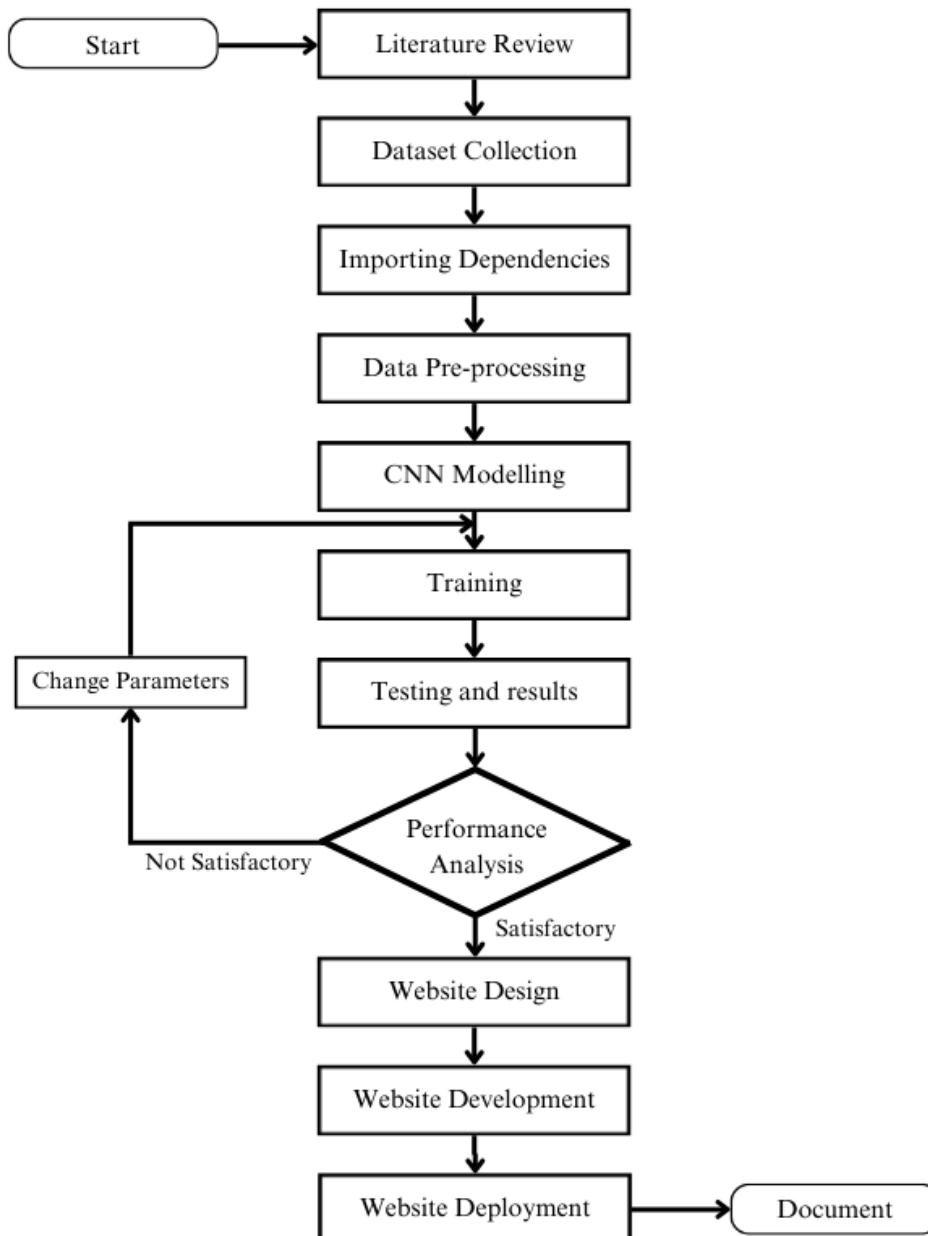 Start
Literature Review
Dataset Collection
Importing Dependencies
Data Pre-processing
CNN Modelling
Training
Change Parameters
Testing and results
Performance
Analysis
Not Satisfactory
Satisfactory
Website Design
Website Development
Website Deployment
Document